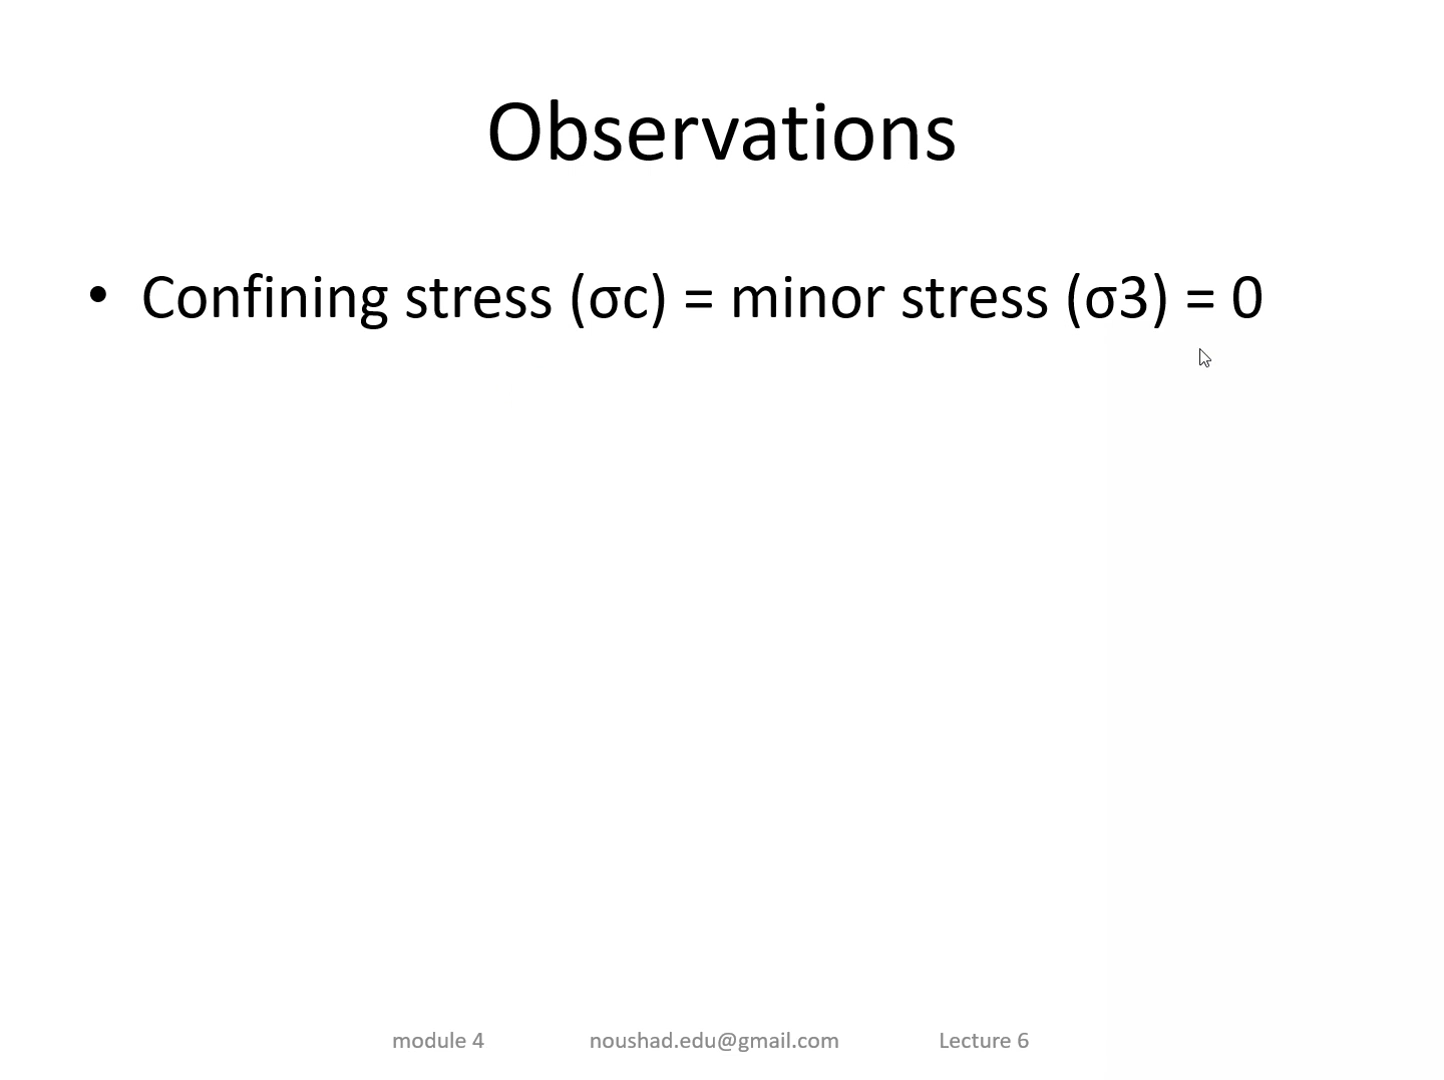 Observations
• Confining stress (σc) = minor stress (σ3) = 0
module 4 noushad.edu@gmail.com Lecture 6